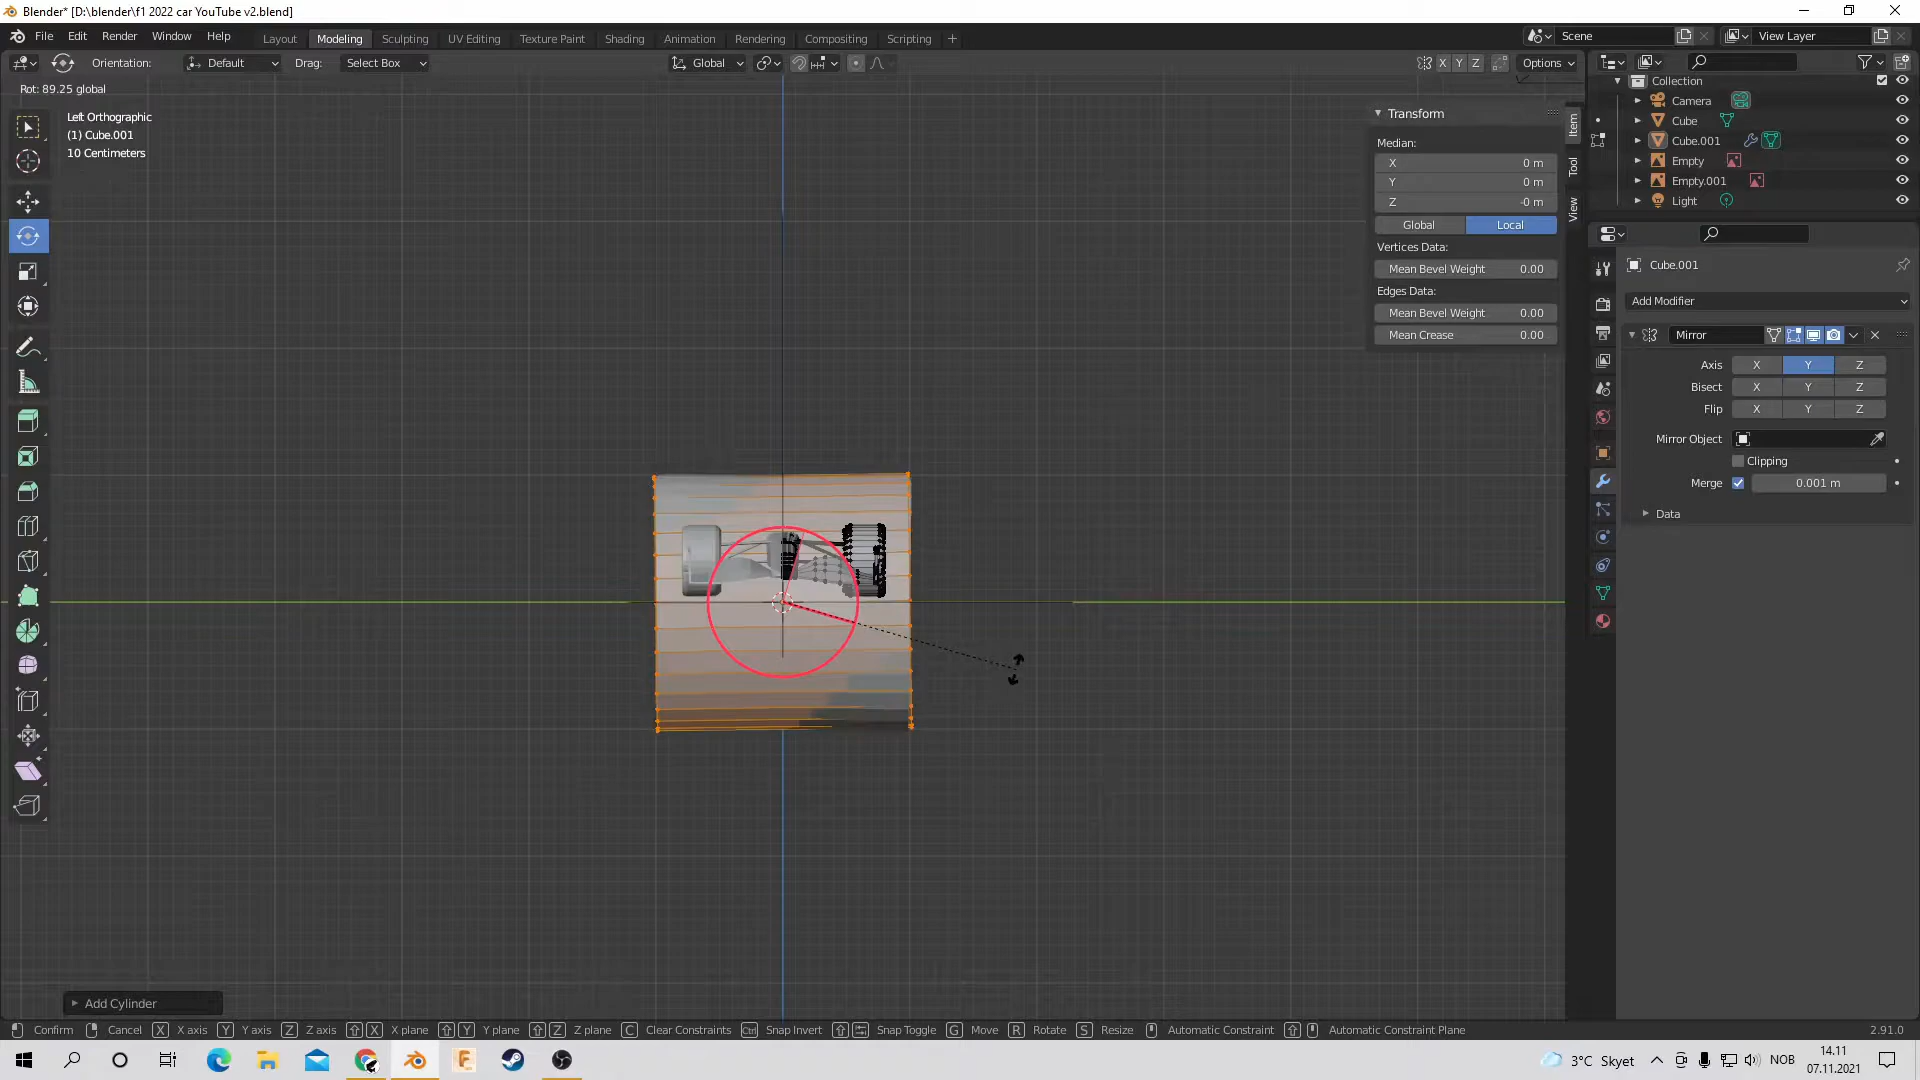 Blender* [D:\blender\f1 2022 car YouTube v2.blend]
File Edit Render Window Help
Layout Modeling Sculpting UV Editing Texture Paint Shading Animation Rendering Compositing Scripting +
Scene
View Layer
Orientation: Default Drag: Select Box
Global
X Y Z
Options
Rot: 89.25 global
Left Orthographic
(1) Cube.001
10 Centimeters
Transform
Median:
X 0 m
Y 0 m
Z -0 m
Global Local
Vertices Data:
Mean Bevel Weight 0.00
Edges Data:
Mean Bevel Weight 0.00
Mean Crease 0.00
Item
Tool
View
Collection
Camera
Cube
Cube.001
Empty
Empty.001
Light
Cube.001
Add Modifier
Mirror
Axis X Y Z
Bisect X Y Z
Flip X Y Z
Mirror Object
Clipping
Merge 0.001 m
Data
Add Cylinder
Confirm Cancel X X axis Y Y axis Z Z axis X X plane Y Y plane Z Z plane C Clear Constraints Ctrl Snap Invert Snap Toggle G Move R Rotate S Resize Automatic Constraint Automatic Constraint Plane
2.91.0
3°C Skyet
NOB
14.11
07.11.2021